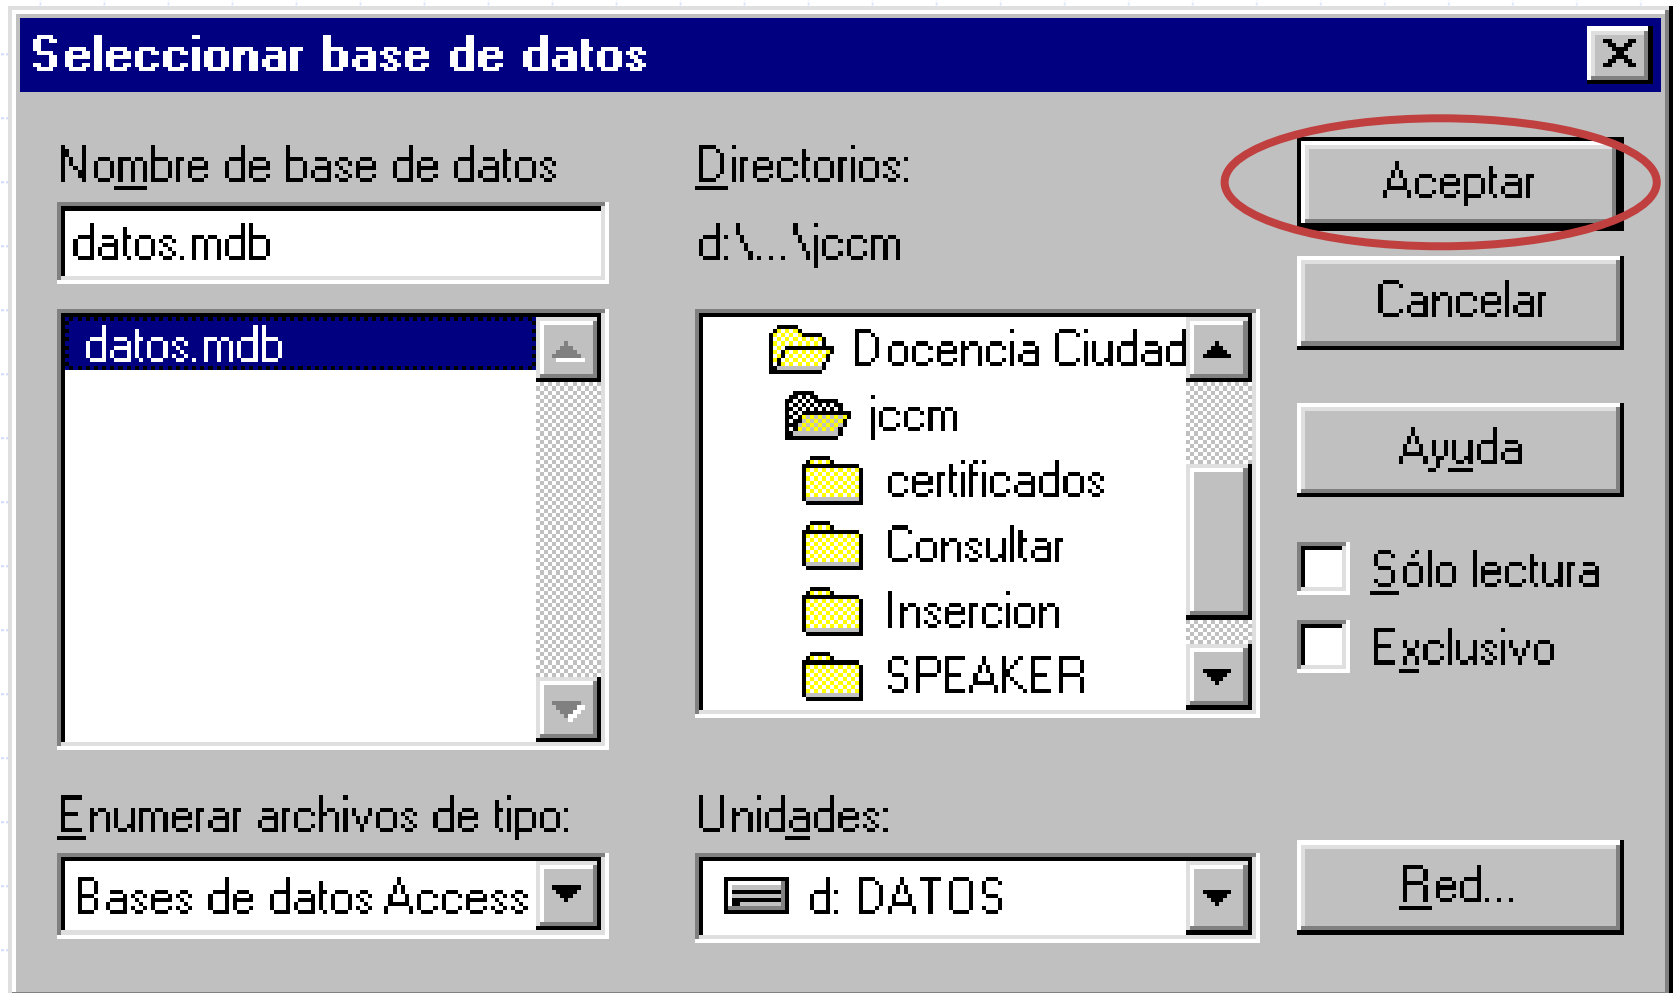 Seleccionar base de datos
Nombre de base de datos
datos.mdb
datos.mdb
Enumerar archivos de tipo:
Bases de datos Access
Directorios:
d:\...\jccm
Docencia Ciudad
jccm
certificados
Consultar
Insercion
SPEAKER
Unidades:
d: DATOS
Aceptar
Cancelar
Ayuda
Sólo lectura
Exclusivo
Red...